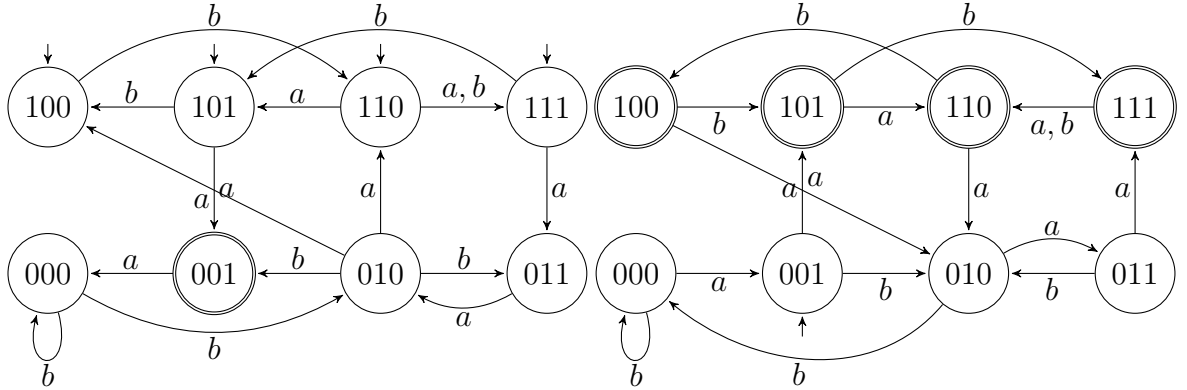 b b b b
100 b 101 a 110 a, b 111 100 b 101 a 110 a, b 111
a a a a a a a a
000 a 001 b 010 b 011 000 a 001 b 010 a b 011
a
b b b b